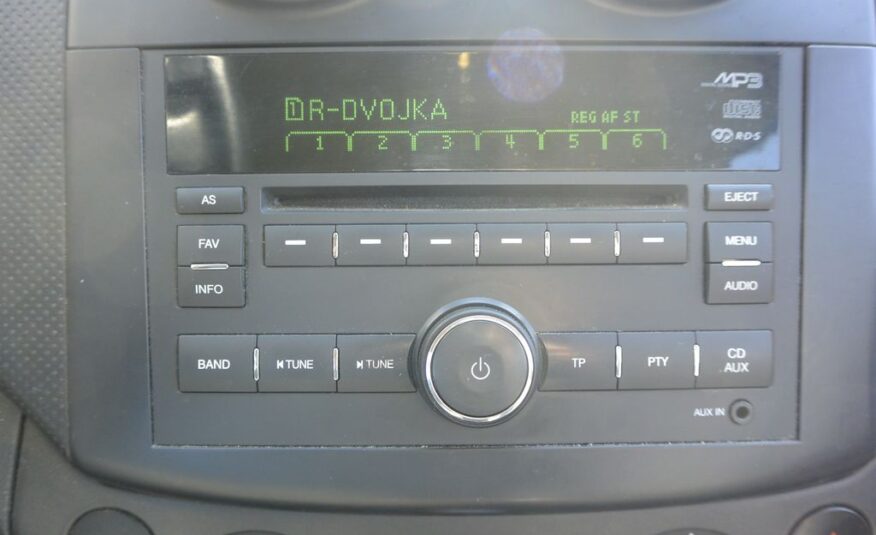 MP3
1 R-DVOJKA
REG AF ST
1 2 3 4 5 6
R·D·S
AS
EJECT
FAV
MENU
INFO
AUDIO
BAND
TUNE
TUNE
TP
PTY
CD
AUX
AUX IN